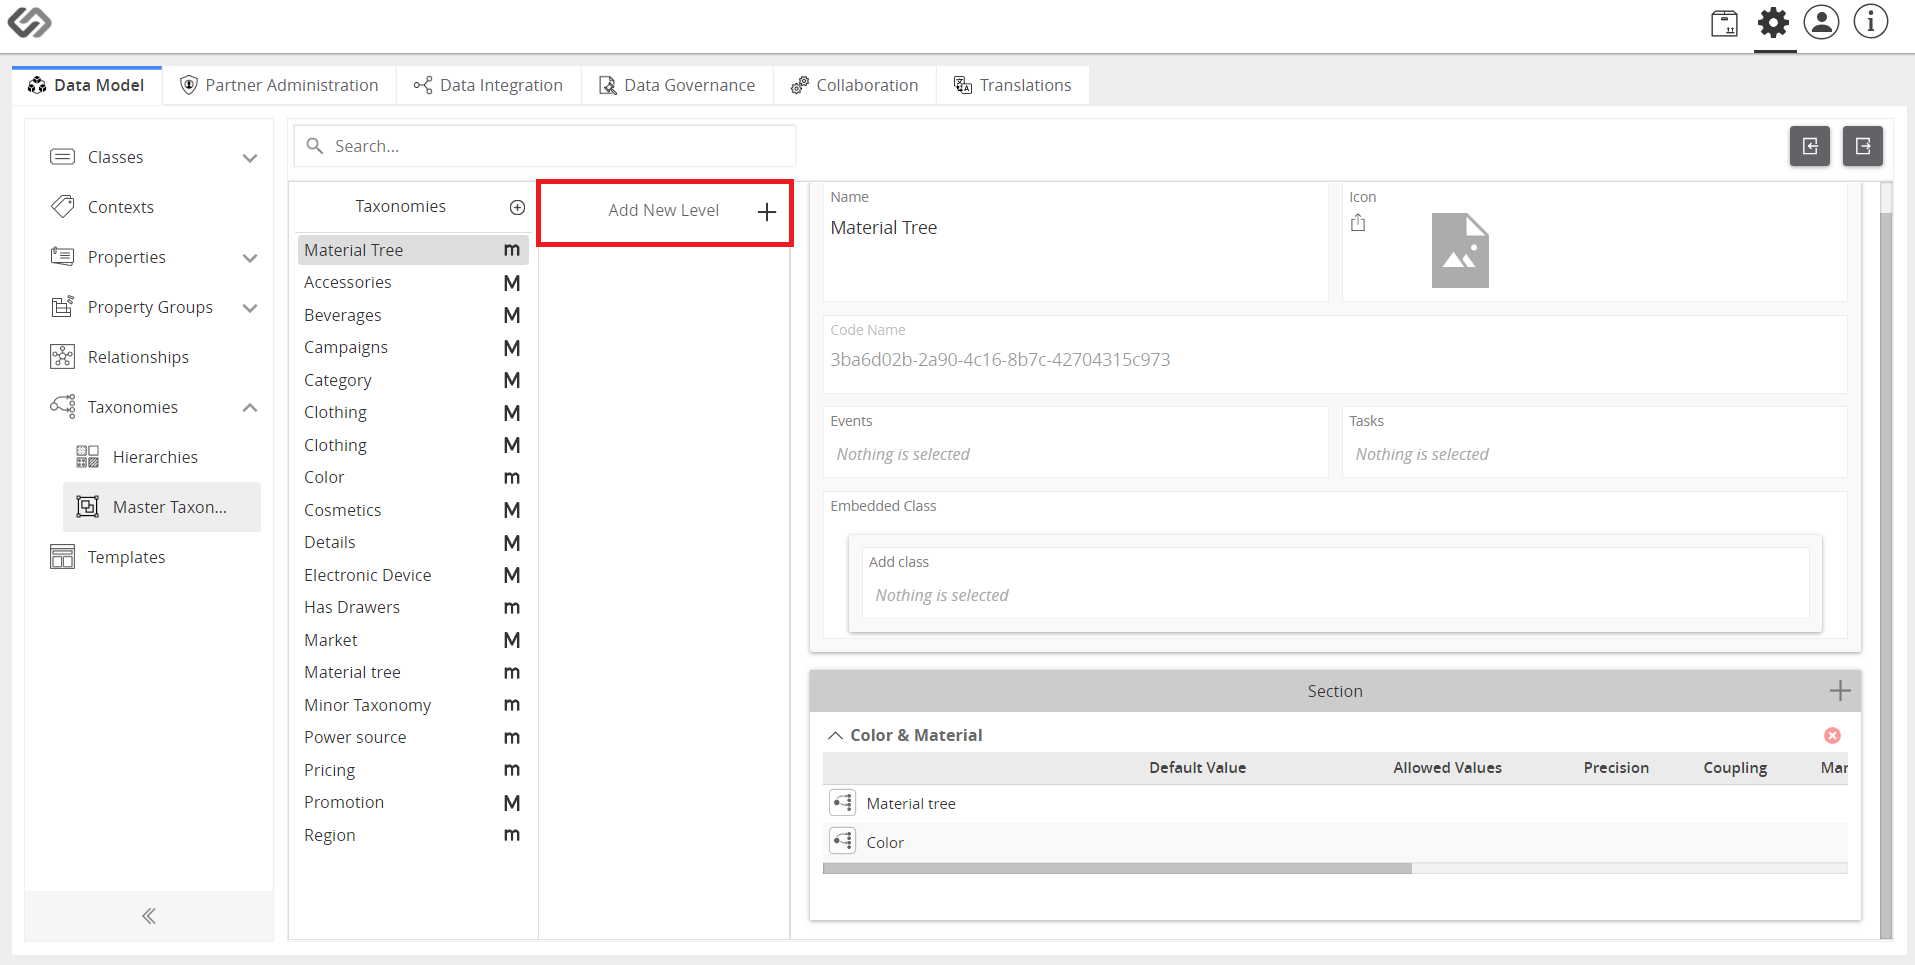 Data Model
Partner Administration
Data Integration
Data Governance
Collaboration
Translations
Classes
Contexts
Properties
Property Groups
Relationships
Taxonomies
Hierarchies
Master Taxon...
Templates
Search...
Taxonomies
Material Tree m
Accessories M
Beverages M
Campaigns M
Category M
Clothing M
Clothing M
Color m
Cosmetics M
Details M
Electronic Device M
Has Drawers m
Market M
Material tree m
Minor Taxonomy m
Power source m
Pricing m
Promotion M
Region m
Add New Level
Name
Material Tree
Icon
Code Name
3ba6d02b-2a90-4c16-8b7c-42704315c973
Events
Nothing is selected
Tasks
Nothing is selected
Embedded Class
Add class
Nothing is selected
Section
Color & Material
Default Value Allowed Values Precision Coupling Mar
Material tree
Color